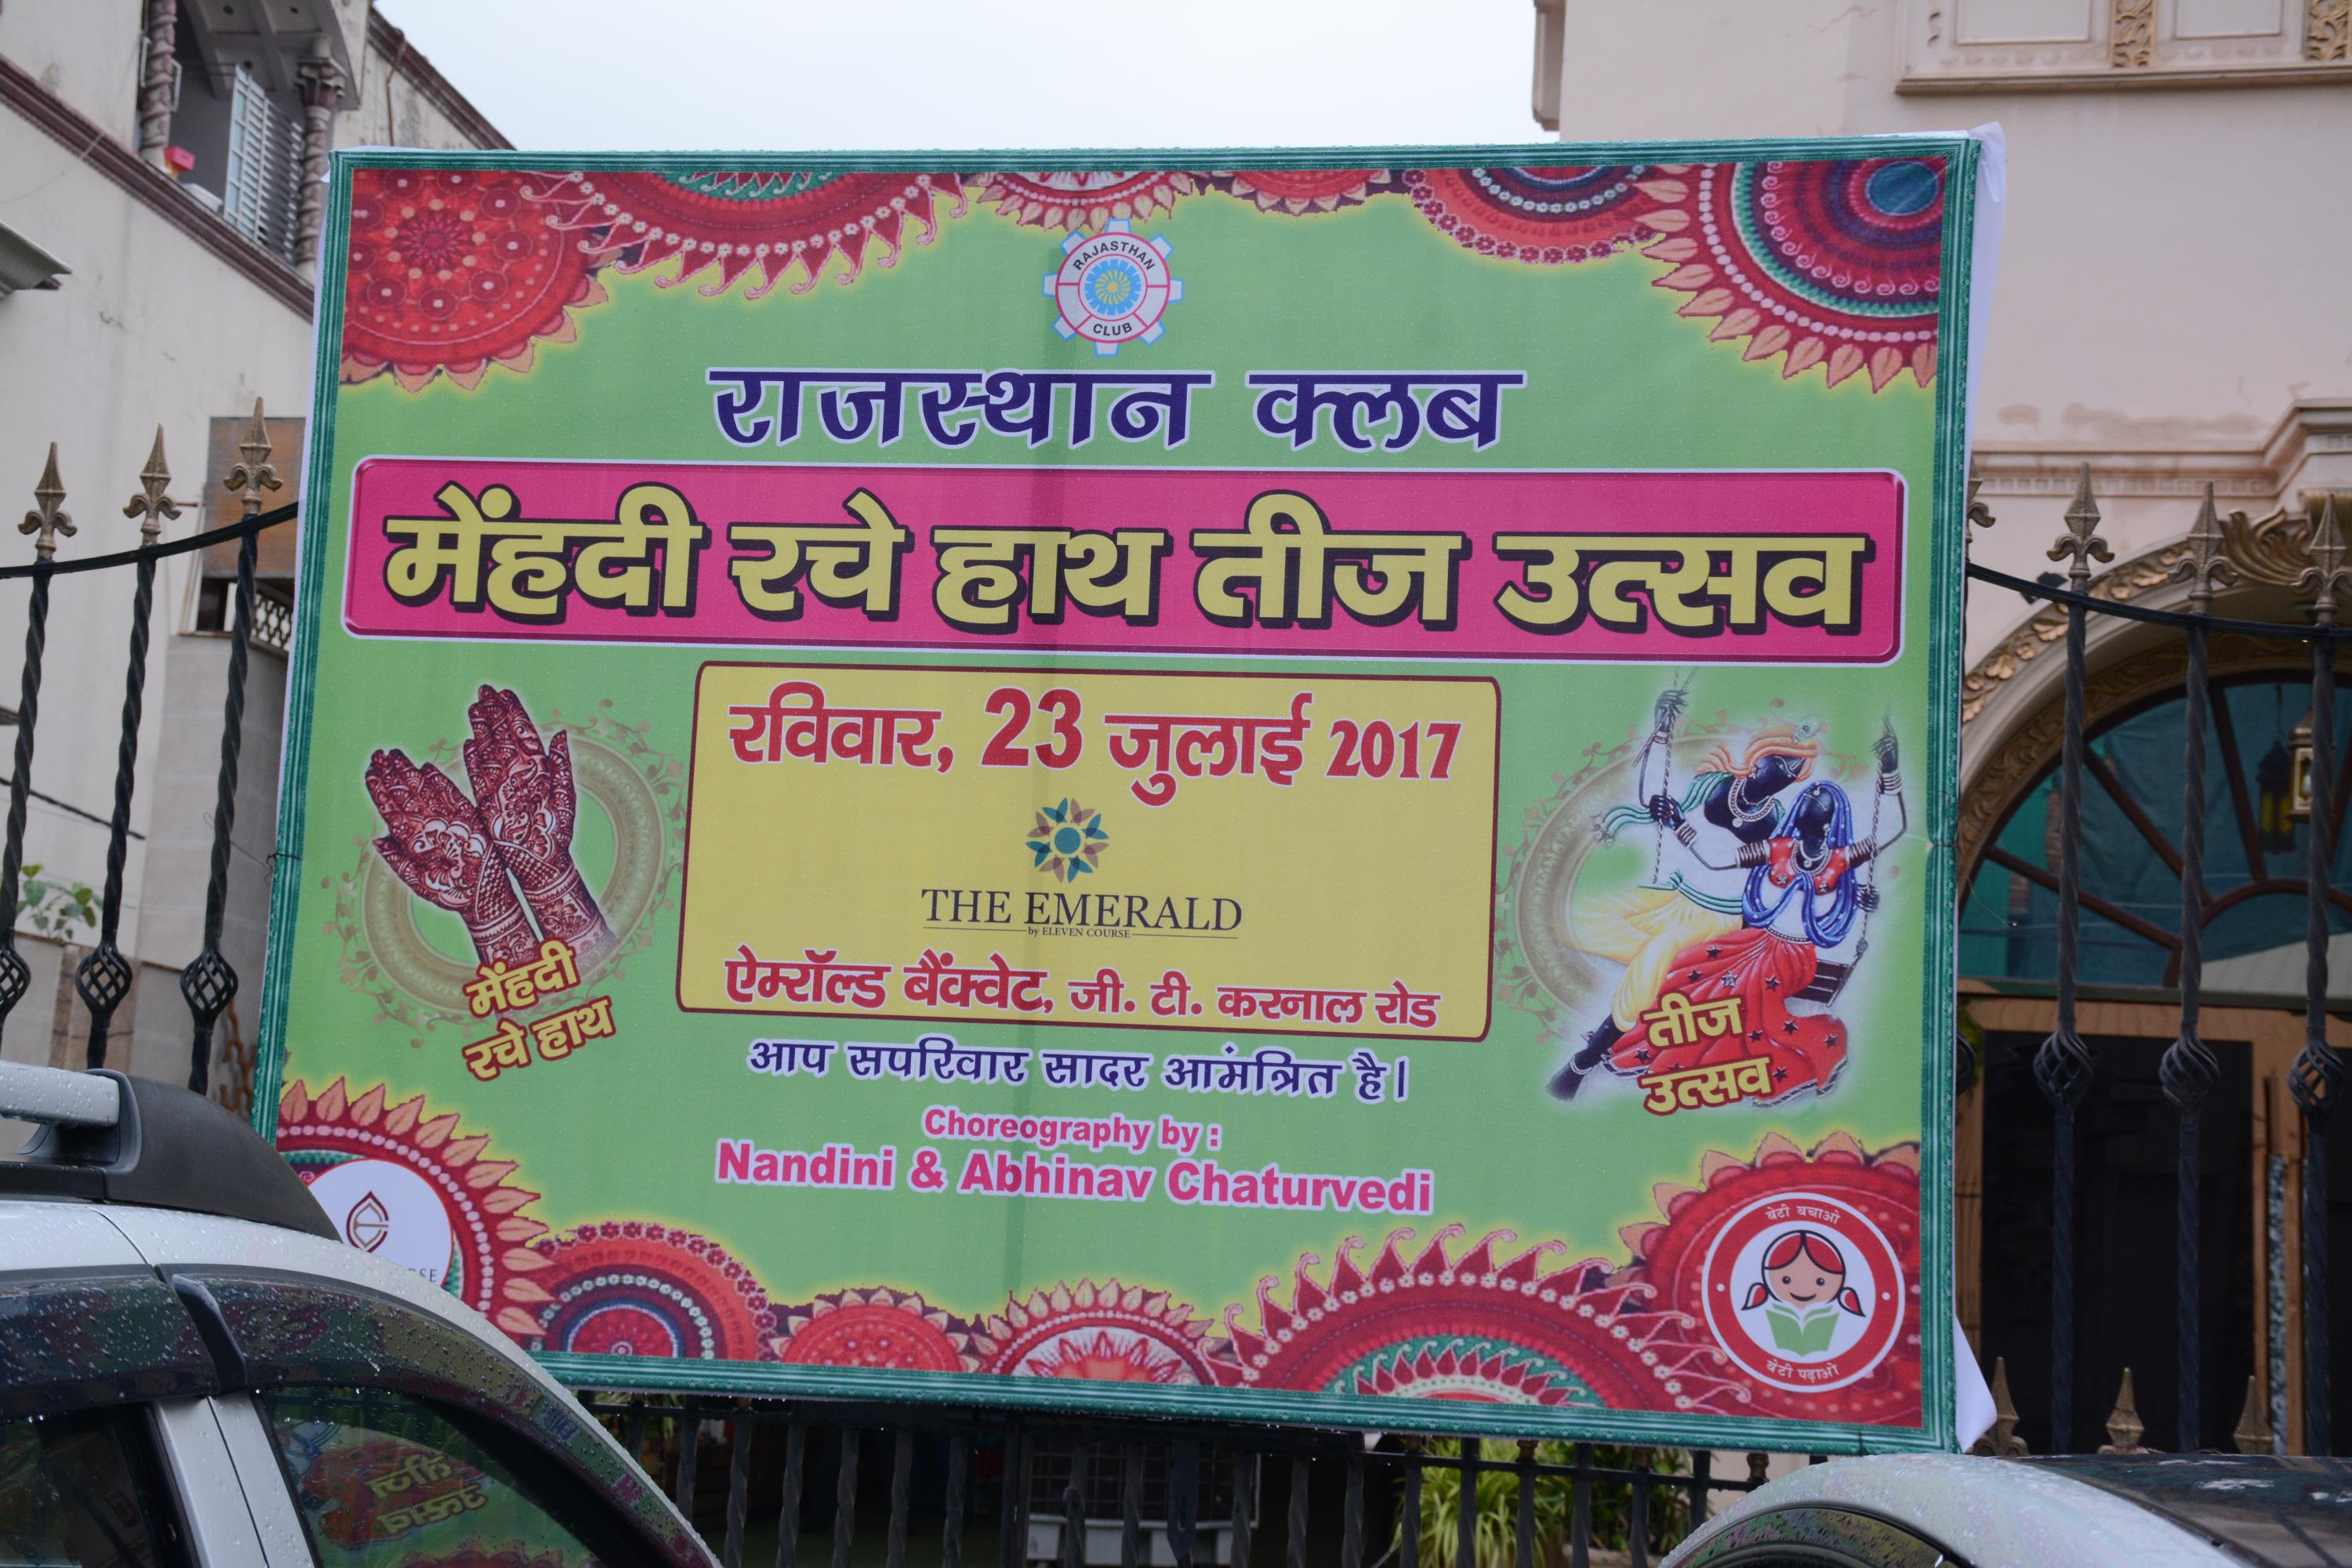 RAJASTHAN
CLUB
राजस्थान क्लब
मेंहदी रचे हाथ तीज उत्सव
रविवार, 23 जुलाई 2017
THE EMERALD
by ELEVEN COURSE
ऐमरॉल्ड बैंक्वेट, जी. टी. करनाल रोड
मेंहदी
रचे हाथ
तीज
उत्सव
आप सपरिवार सादर आमंत्रित है।
Choreography by :
Nandini & Abhinav Chaturvedi
बेटी बचाओ
बेटी पढ़ाओ